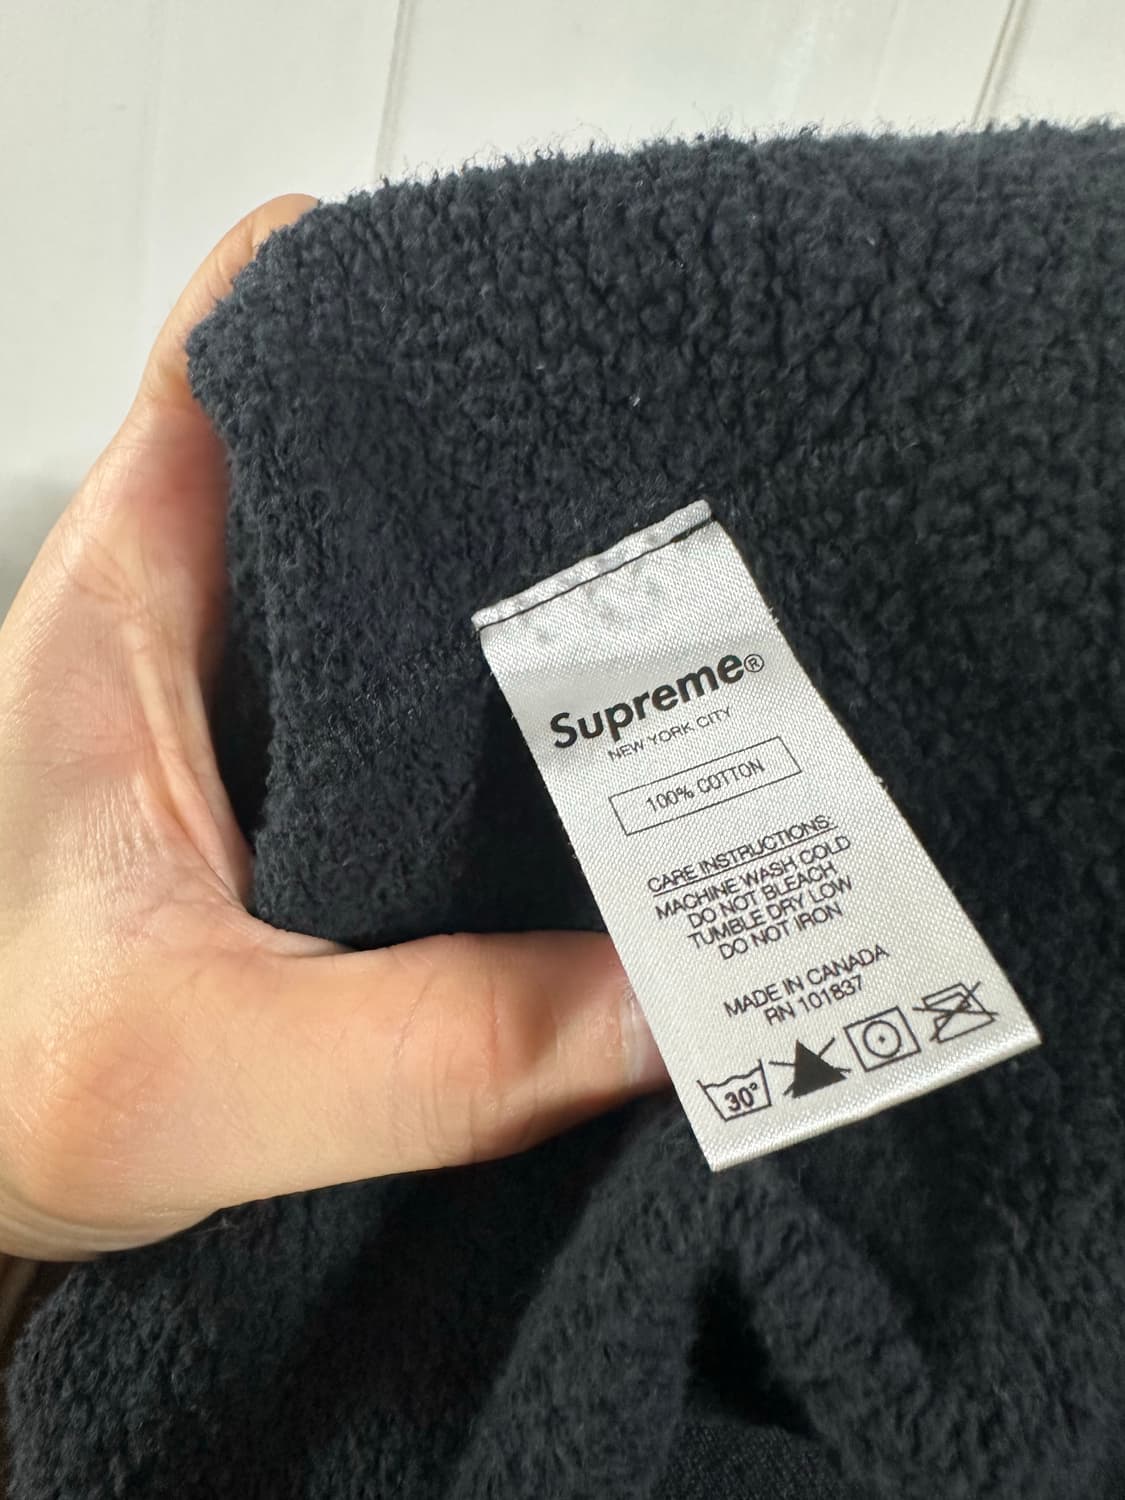 Supreme®
NEW YORK CITY
100% COTTON
CARE INSTRUCTIONS:
MACHINE WASH COLD
DO NOT BLEACH
TUMBLE DRY LOW
DO NOT IRON
MADE IN CANADA
RN 101837
30°